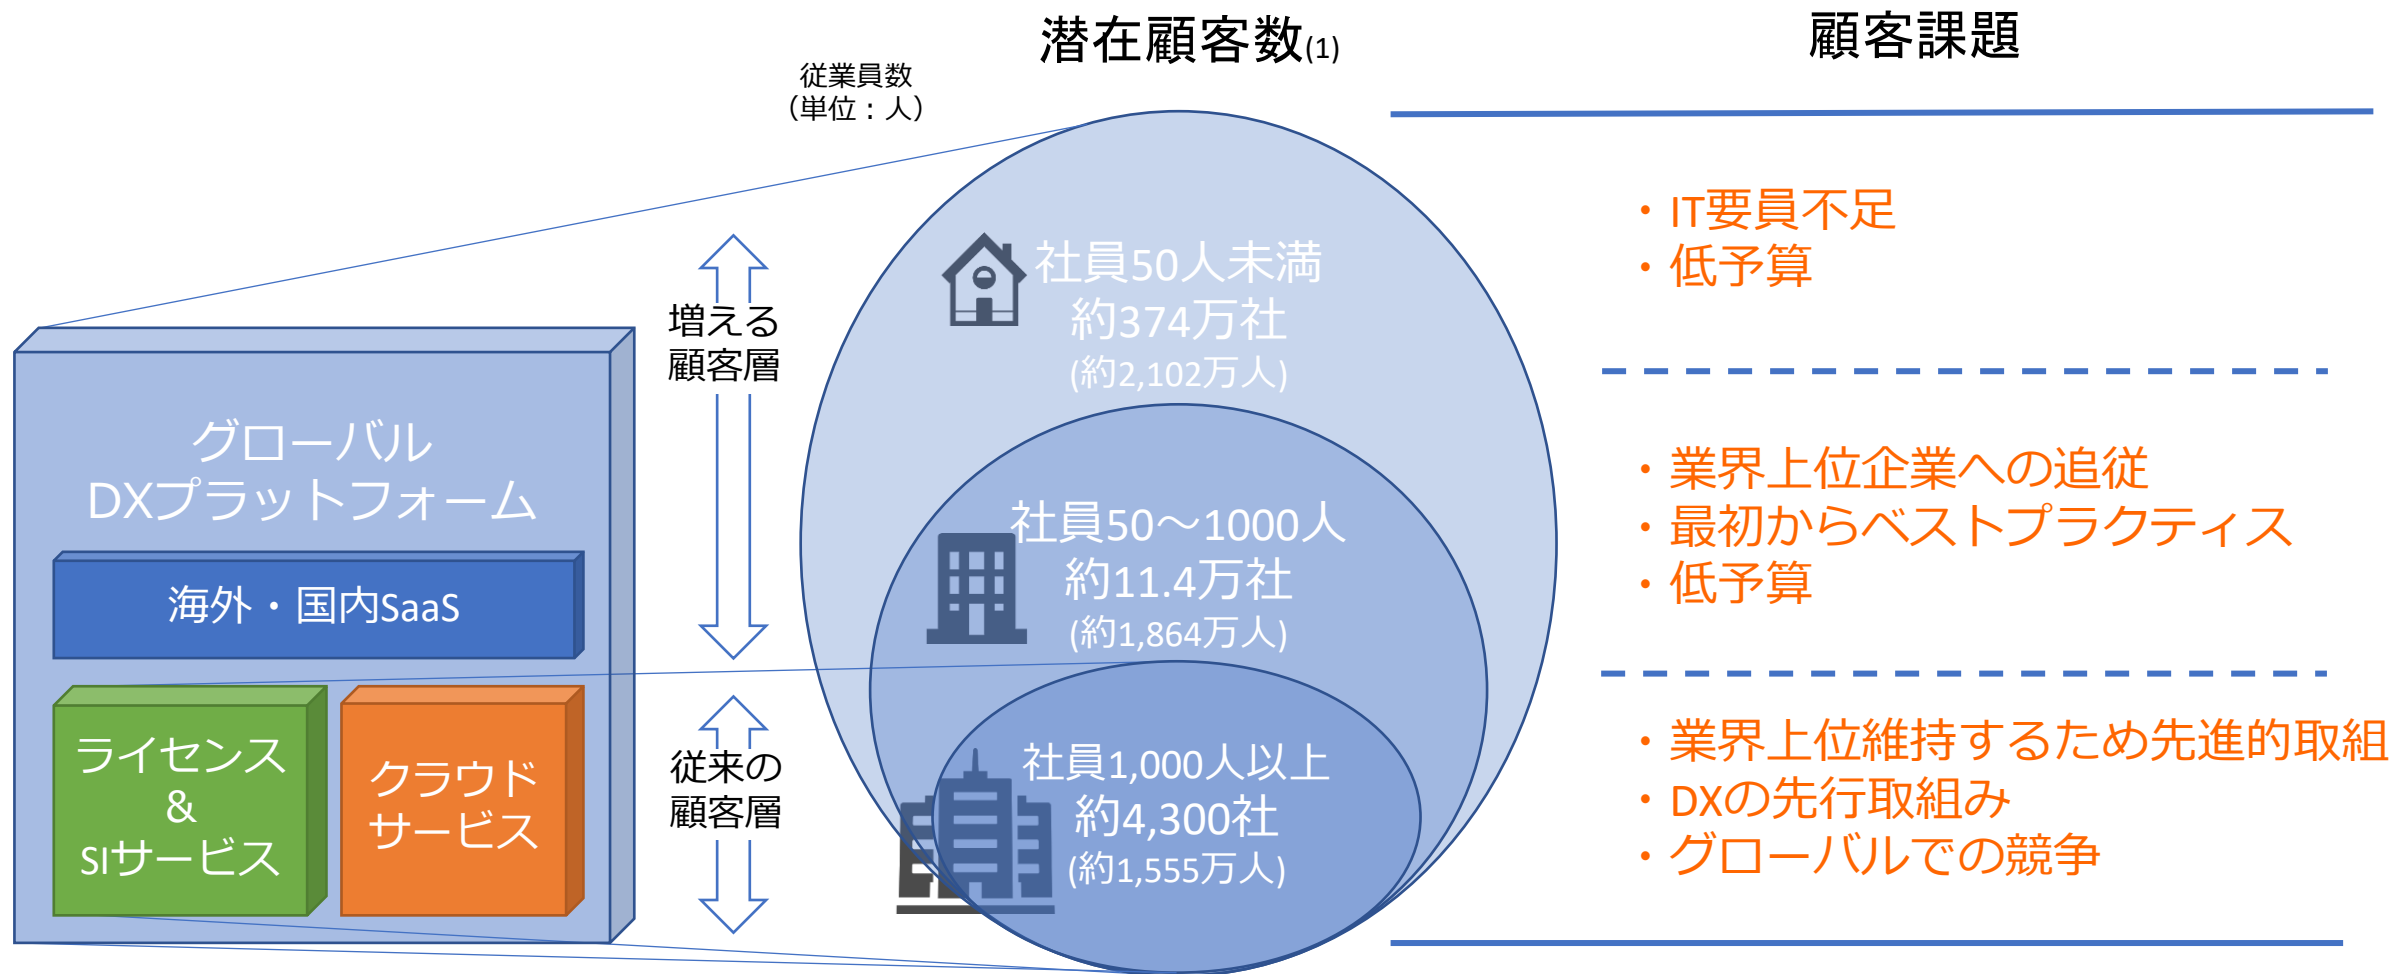 潜在顧客数(1)
顧客課題
従業員数
（単位：人）
グローバル
DXプラットフォーム
海外・国内SaaS
ライセンス
&
SIサービス
クラウド
サービス
増える
顧客層
従来の
顧客層
社員50人未満
約374万社
(約2,102万人)
社員50～1000人
約11.4万社
(約1,864万人)
社員1,000人以上
約4,300社
(約1,555万人)
・IT要員不足
・低予算
・業界上位企業への追従
・最初からベストプラクティス
・低予算
・業界上位維持するため先進的取組
・DXの先行取組み
・グローバルでの競争